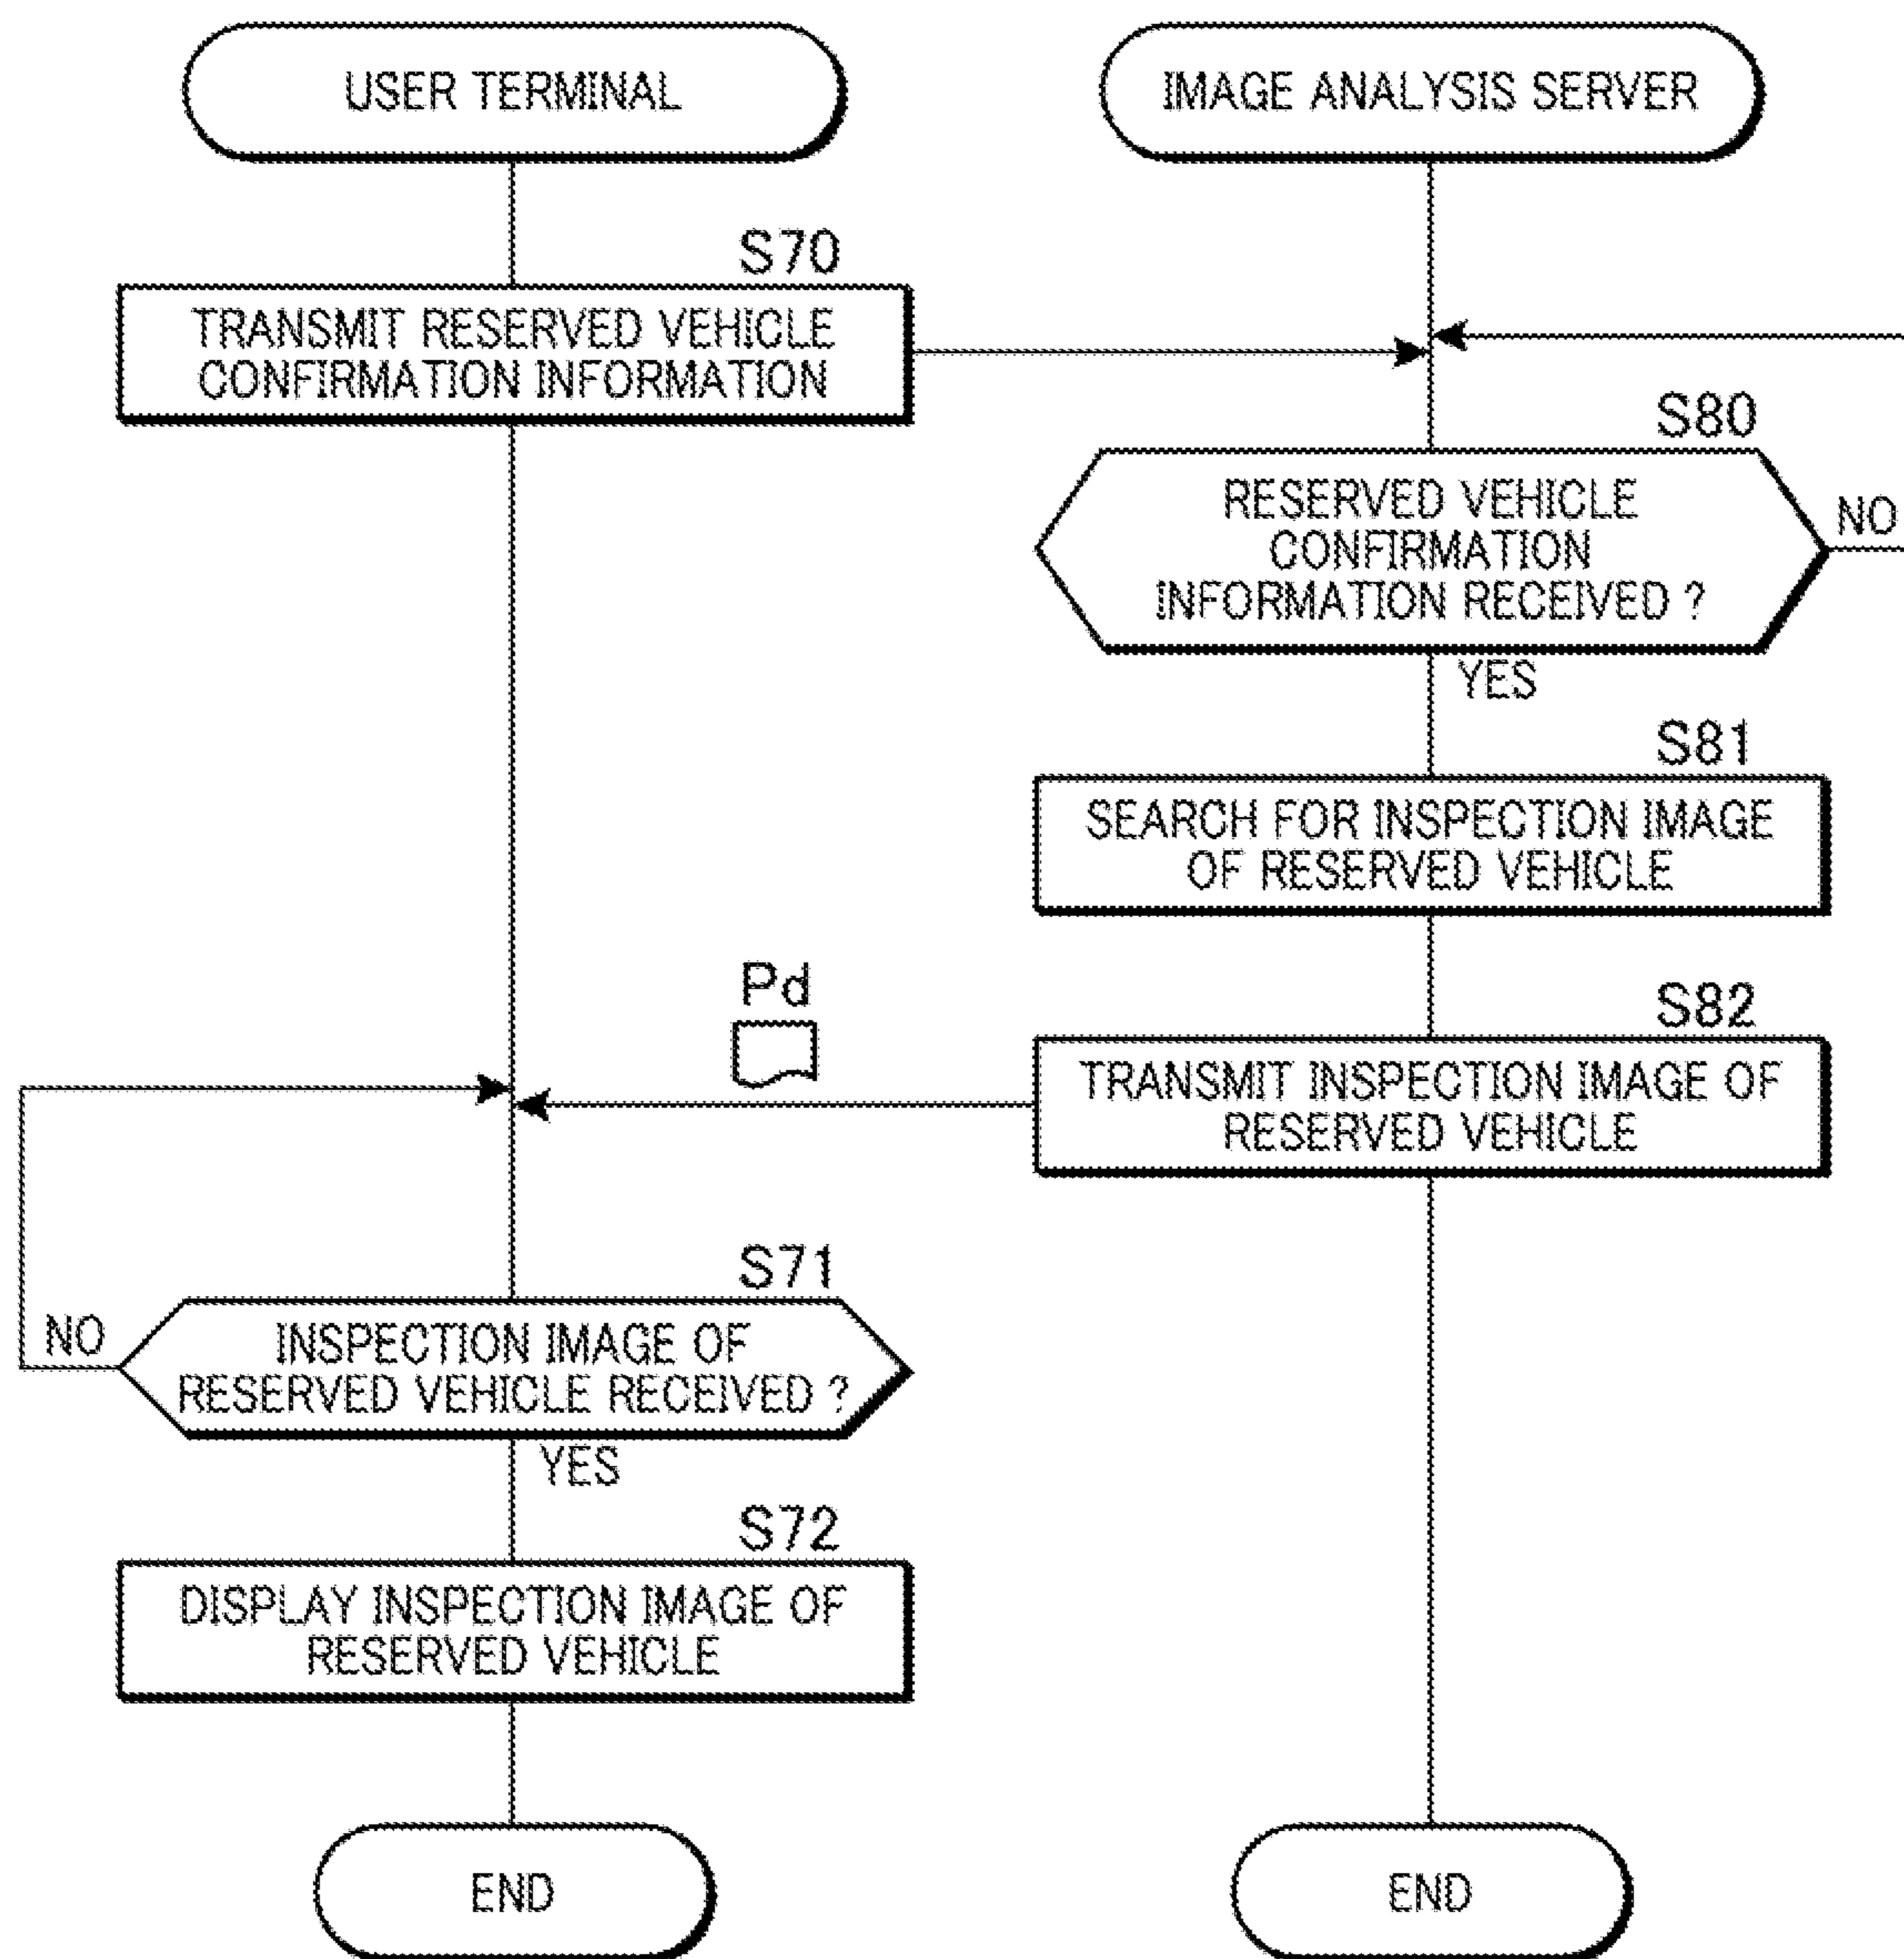 USER TERMINAL
IMAGE ANALYSIS SERVER
S70
TRANSMIT RESERVED VEHICLE
CONFIRMATION INFORMATION
S80
RESERVED VEHICLE
CONFIRMATION
INFORMATION RECEIVED ?
NO
YES
S81
SEARCH FOR INSPECTION IMAGE
OF RESERVED VEHICLE
Pd
S82
TRANSMIT INSPECTION IMAGE OF
RESERVED VEHICLE
S71
NO
INSPECTION IMAGE OF
RESERVED VEHICLE RECEIVED ?
YES
S72
DISPLAY INSPECTION IMAGE OF
RESERVED VEHICLE
END
END